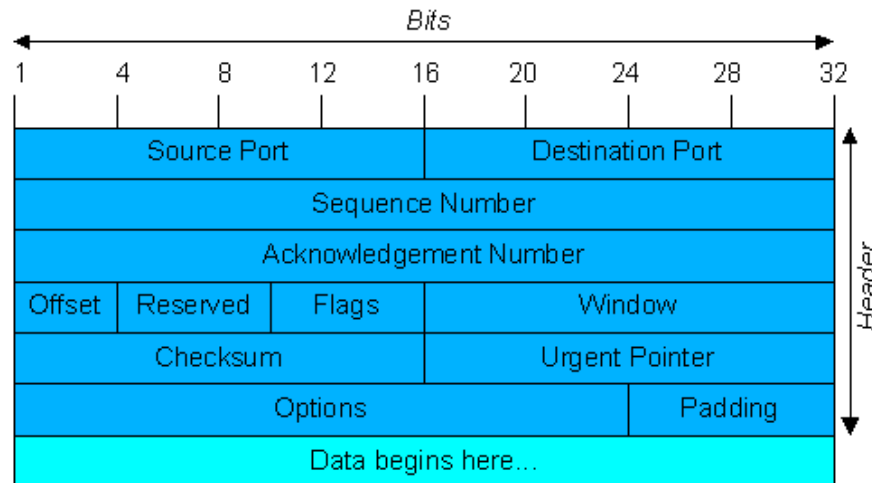 Bits
1 4 8 12 16 20 24 28 32
Source Port Destination Port
Sequence Number
Acknowledgement Number
Offset Reserved Flags Window
Checksum Urgent Pointer
Options Padding
Data begins here...
Header